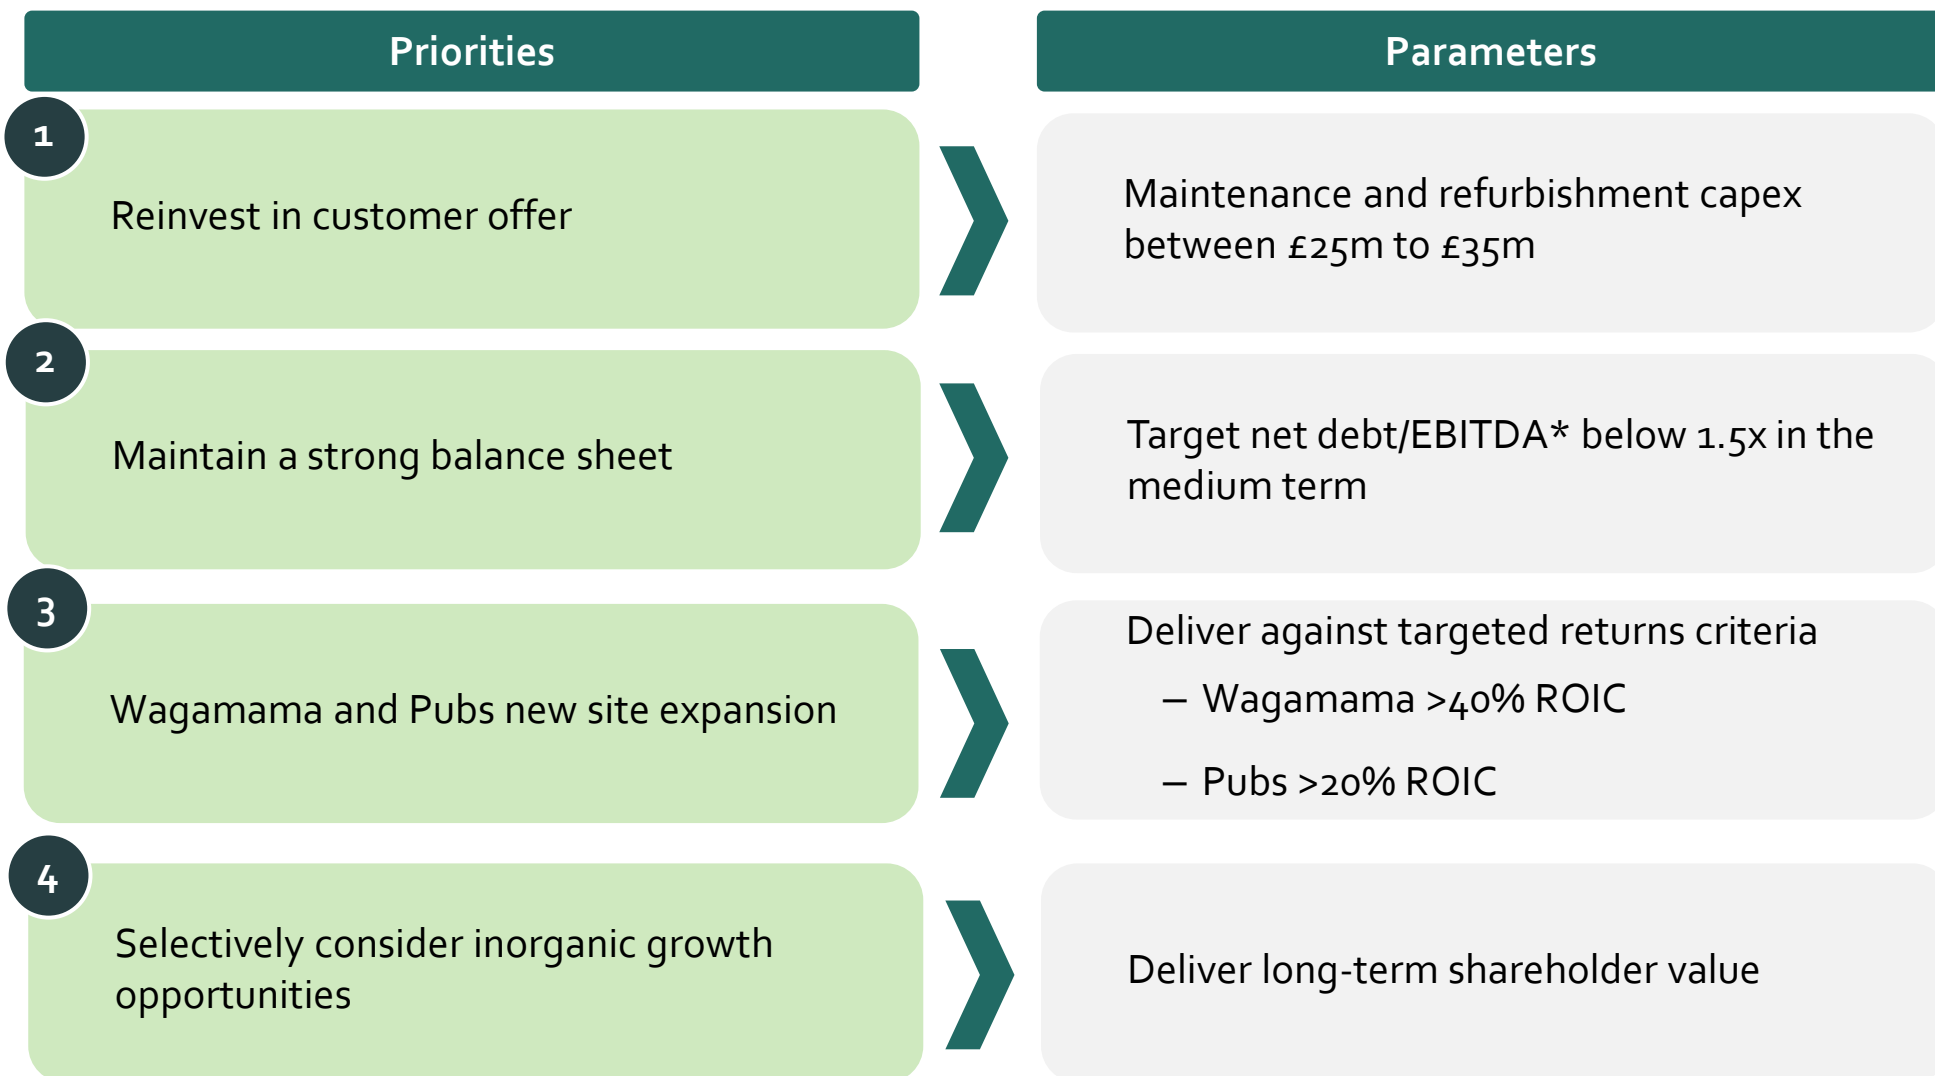 Priorities
Parameters
1
Reinvest in customer offer
Maintenance and refurbishment capex
between £25m to £35m
2
Maintain a strong balance sheet
Target net debt/EBITDA* below 1.5x in the
medium term
3
Wagamama and Pubs new site expansion
Deliver against targeted returns criteria
– Wagamama >40% ROIC
– Pubs >20% ROIC
4
Selectively consider inorganic growth
opportunities
Deliver long-term shareholder value